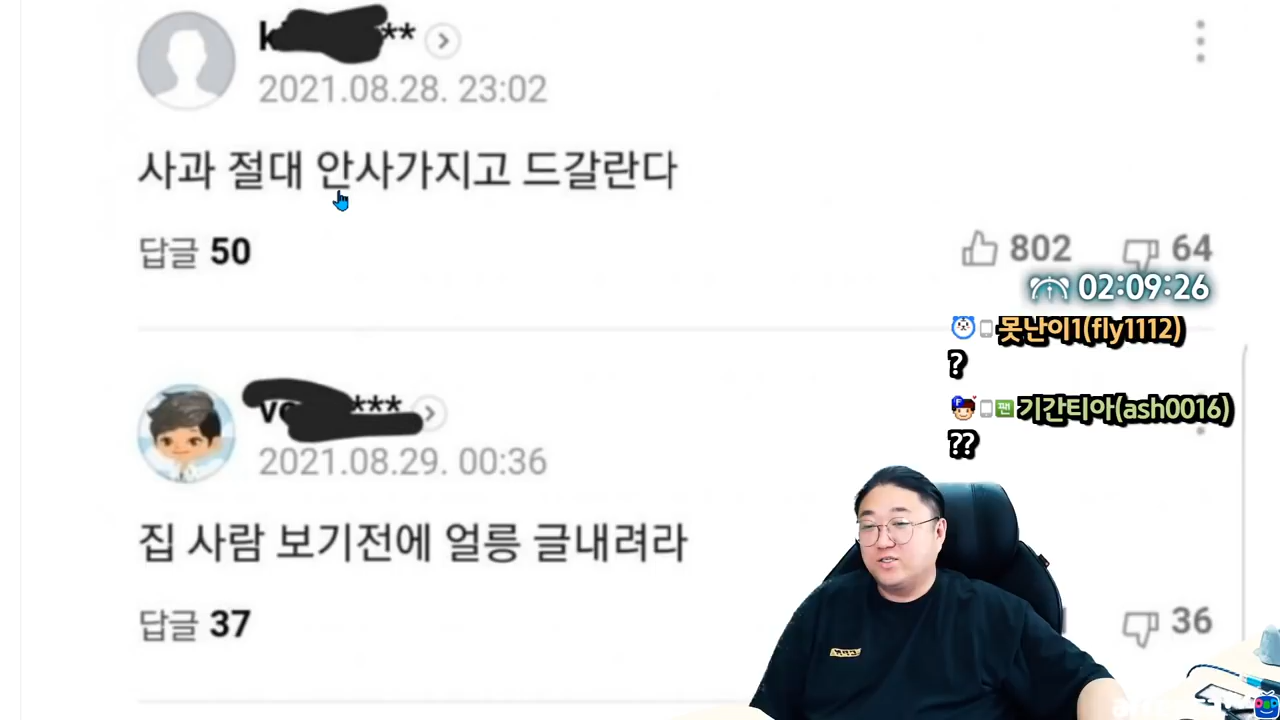 2021.08.28. 23:02
사과 절대 안사가지고 드갈란다
답글 50
802 64
02:09:26
못난이1(fly1112)
?
팬 기간티아(ash0016)
??
2021.08.29. 00:36
집 사람 보기전에 얼릉 글내려라
답글 37
36